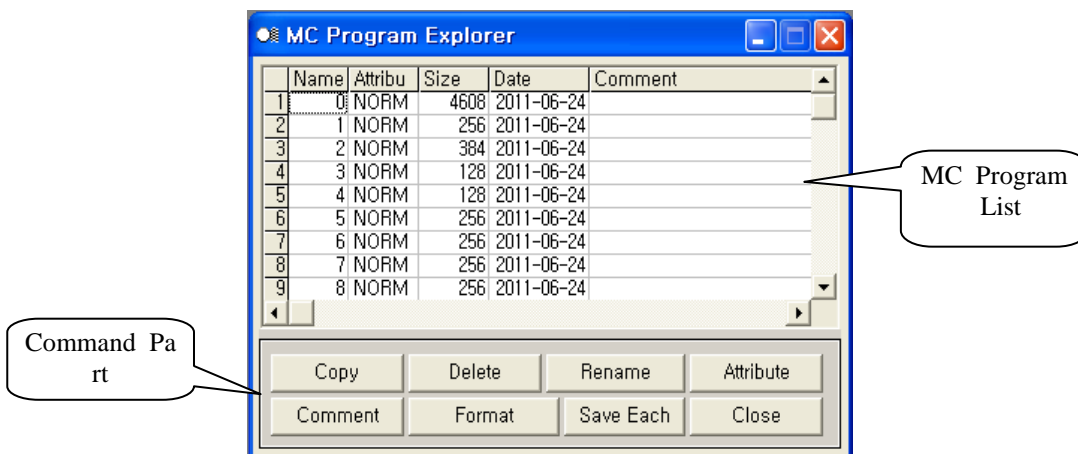 MC Program Explorer
Name Attribu Size Date Comment
1 0 NORM 4608 2011-06-24
2 1 NORM 256 2011-06-24
3 2 NORM 384 2011-06-24
4 3 NORM 128 2011-06-24
5 4 NORM 128 2011-06-24
6 5 NORM 256 2011-06-24
7 6 NORM 256 2011-06-24
8 7 NORM 256 2011-06-24
9 8 NORM 256 2011-06-24
MC Program
List
Command Pa
rt
Copy Delete Rename Attribute
Comment Format Save Each Close